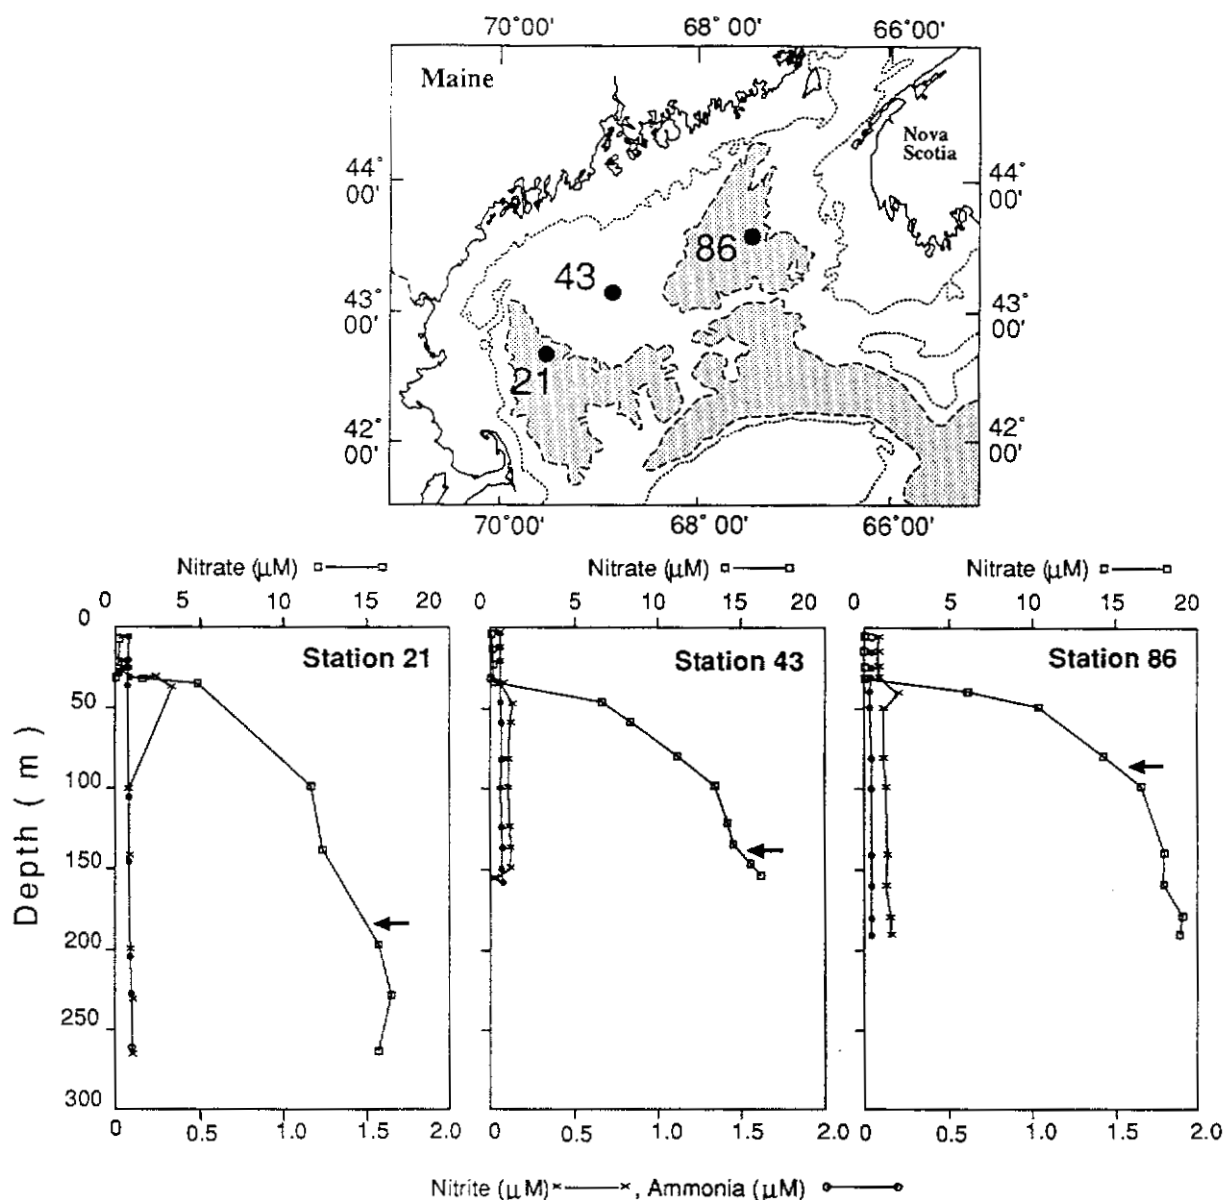 70° 00' 68° 00' 66° 00'
Maine
Nova
Scotia
44° 00' 44° 00'
86
43
43° 00' 43° 00'
21
42° 00' 42° 00'
70°00' 68° 00' 66° 00'
Nitrate (µM) Nitrate (µM) Nitrate (µM)
0 5 10 15 20 0 5 10 15 20 0 5 10 15 20
Station 21 Station 43 Station 86
Depth ( m )
0
50
100
150
200
250
300
0 0.5 1.0 1.5 2.0 0 0.5 1.0 1.5 2.0 0 0.5 1.0 1.5 2.0
Nitrite (µM) , Ammonia (µM)